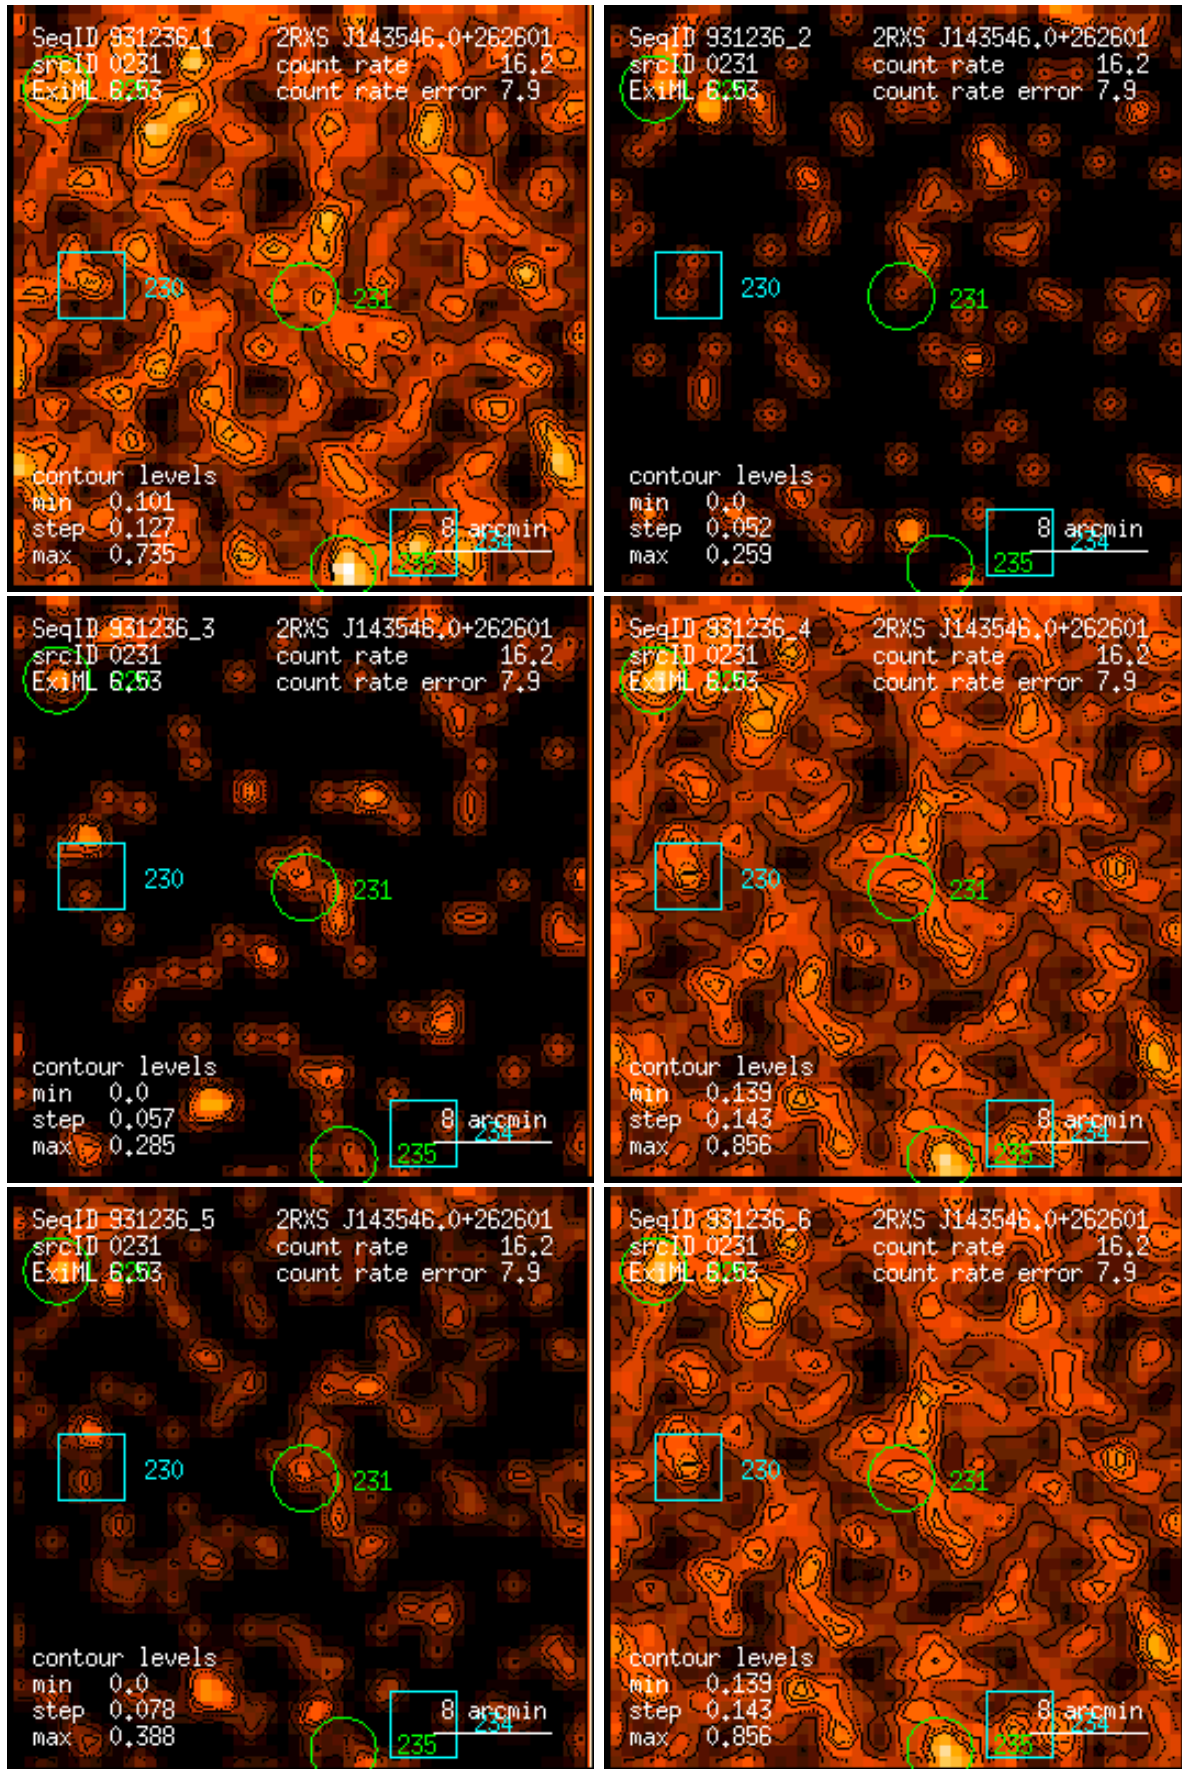 SeqID 931236_1 2RXS J143546.0+262601
srcID 0231 count rate 16.2
ExiML 6.53 count rate error 7.9
230
231
contour levels
min 0.101
step 0.127
max 0.735
8 arcmin
234
235
SeqID 931236_2 2RXS J143546.0+262601
srcID 0231 count rate 16.2
ExiML 6.53 count rate error 7.9
230
231
contour levels
min 0.0
step 0.052
max 0.259
8 arcmin
234
235
SeqID 931236_3 2RXS J143546.0+262601
srcID 0231 count rate 16.2
ExiML 6.53 count rate error 7.9
230
231
contour levels
min 0.0
step 0.057
max 0.285
8 arcmin
234
235
SeqID 931236_4 2RXS J143546.0+262601
srcID 0231 count rate 16.2
ExiML 6.53 count rate error 7.9
230
231
contour levels
min 0.139
step 0.143
max 0.856
8 arcmin
234
235
SeqID 931236_5 2RXS J143546.0+262601
srcID 0231 count rate 16.2
ExiML 6.53 count rate error 7.9
230
231
contour levels
min 0.0
step 0.078
max 0.388
8 arcmin
234
235
SeqID 931236_6 2RXS J143546.0+262601
srcID 0231 count rate 16.2
ExiML 6.53 count rate error 7.9
230
231
contour levels
min 0.139
step 0.143
max 0.856
8 arcmin
234
235